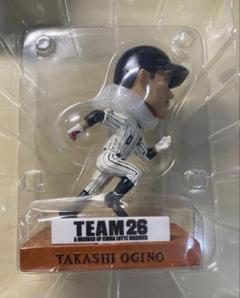 TEAM26
A MEMBER OF CHIBA LOTTE MARINES
TAKASHI OGINO